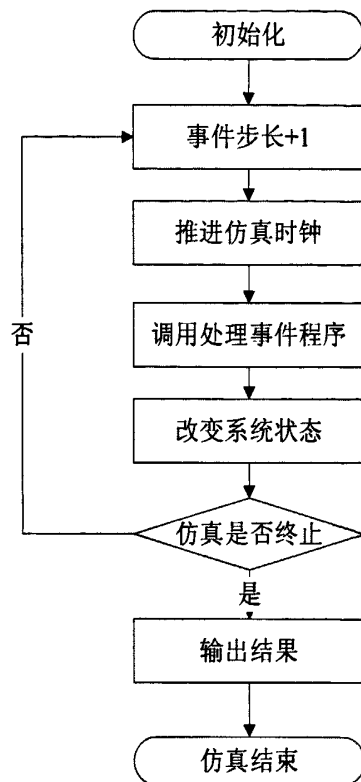 初始化
事件步长+1
推进仿真时钟
调用处理事件程序
否
改变系统状态
仿真是否终止
是
输出结果
仿真结束